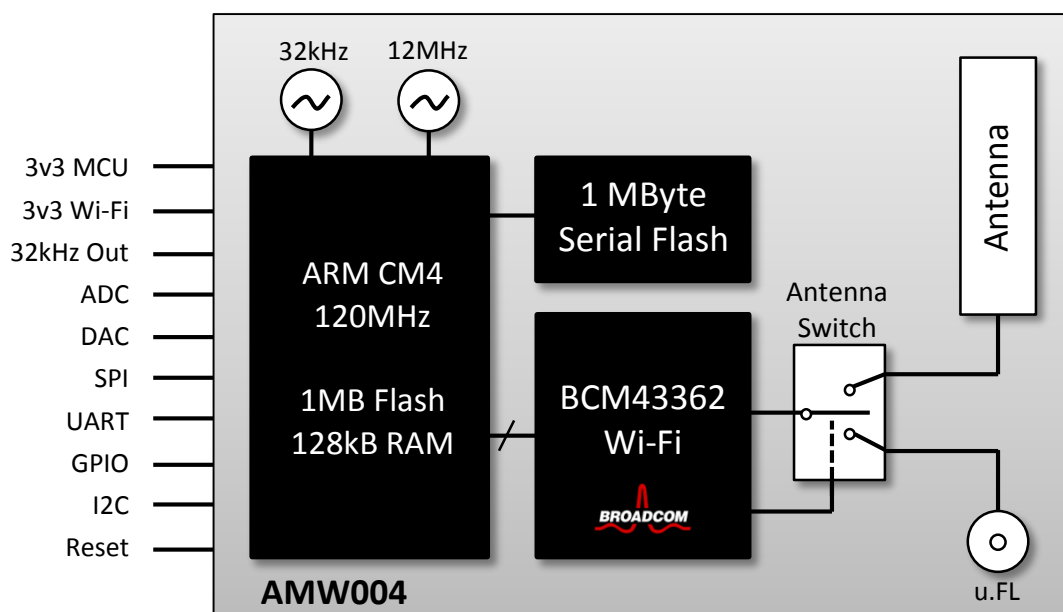 32kHz
12MHz
3v3 MCU
3v3 Wi-Fi
32kHz Out
ADC
DAC
SPI
UART
GPIO
I2C
Reset
ARM CM4
120MHz
1MB Flash
128kB RAM
1 MByte
Serial Flash
BCM43362
Wi-Fi
BROADCOM
Antenna
Switch
Antenna
u.FL
AMW004